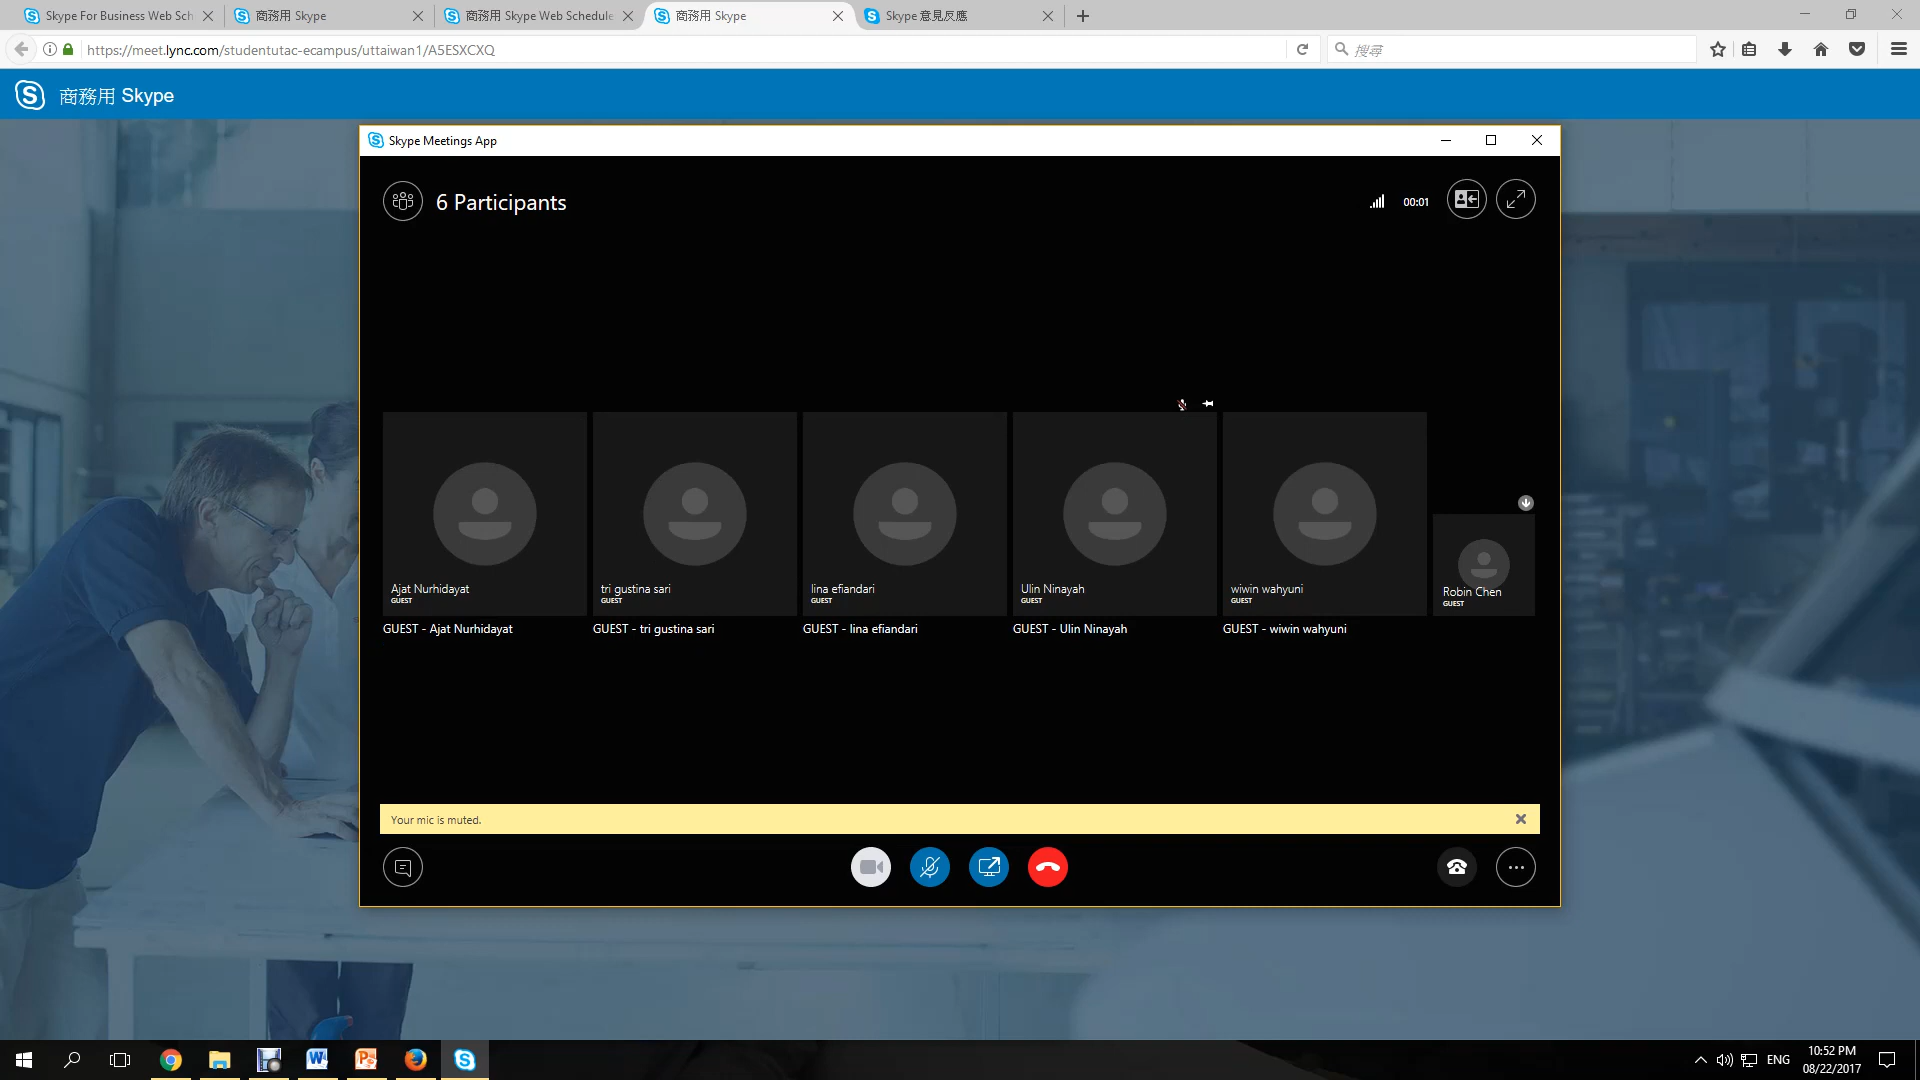 Skype For Business Web Sch
商務用 Skype
商務用 Skype Web Schedule
商務用 Skype
Skype 意見反應
https://meet.lync.com/studentutac-ecampus/uttaiwan1/A5ESXCXQ
搜尋
商務用 Skype
Skype Meetings App
6 Participants
00:01
Ajat Nurhidayat
GUEST
GUEST - Ajat Nurhidayat
tri gustina sari
GUEST
GUEST - tri gustina sari
lina efiandari
GUEST
GUEST - lina efiandari
Ulin Ninayah
GUEST
GUEST - Ulin Ninayah
wiwin wahyuni
GUEST
GUEST - wiwin wahyuni
Robin Chen
GUEST
Your mic is muted.
ENG
10:52 PM
08/22/2017